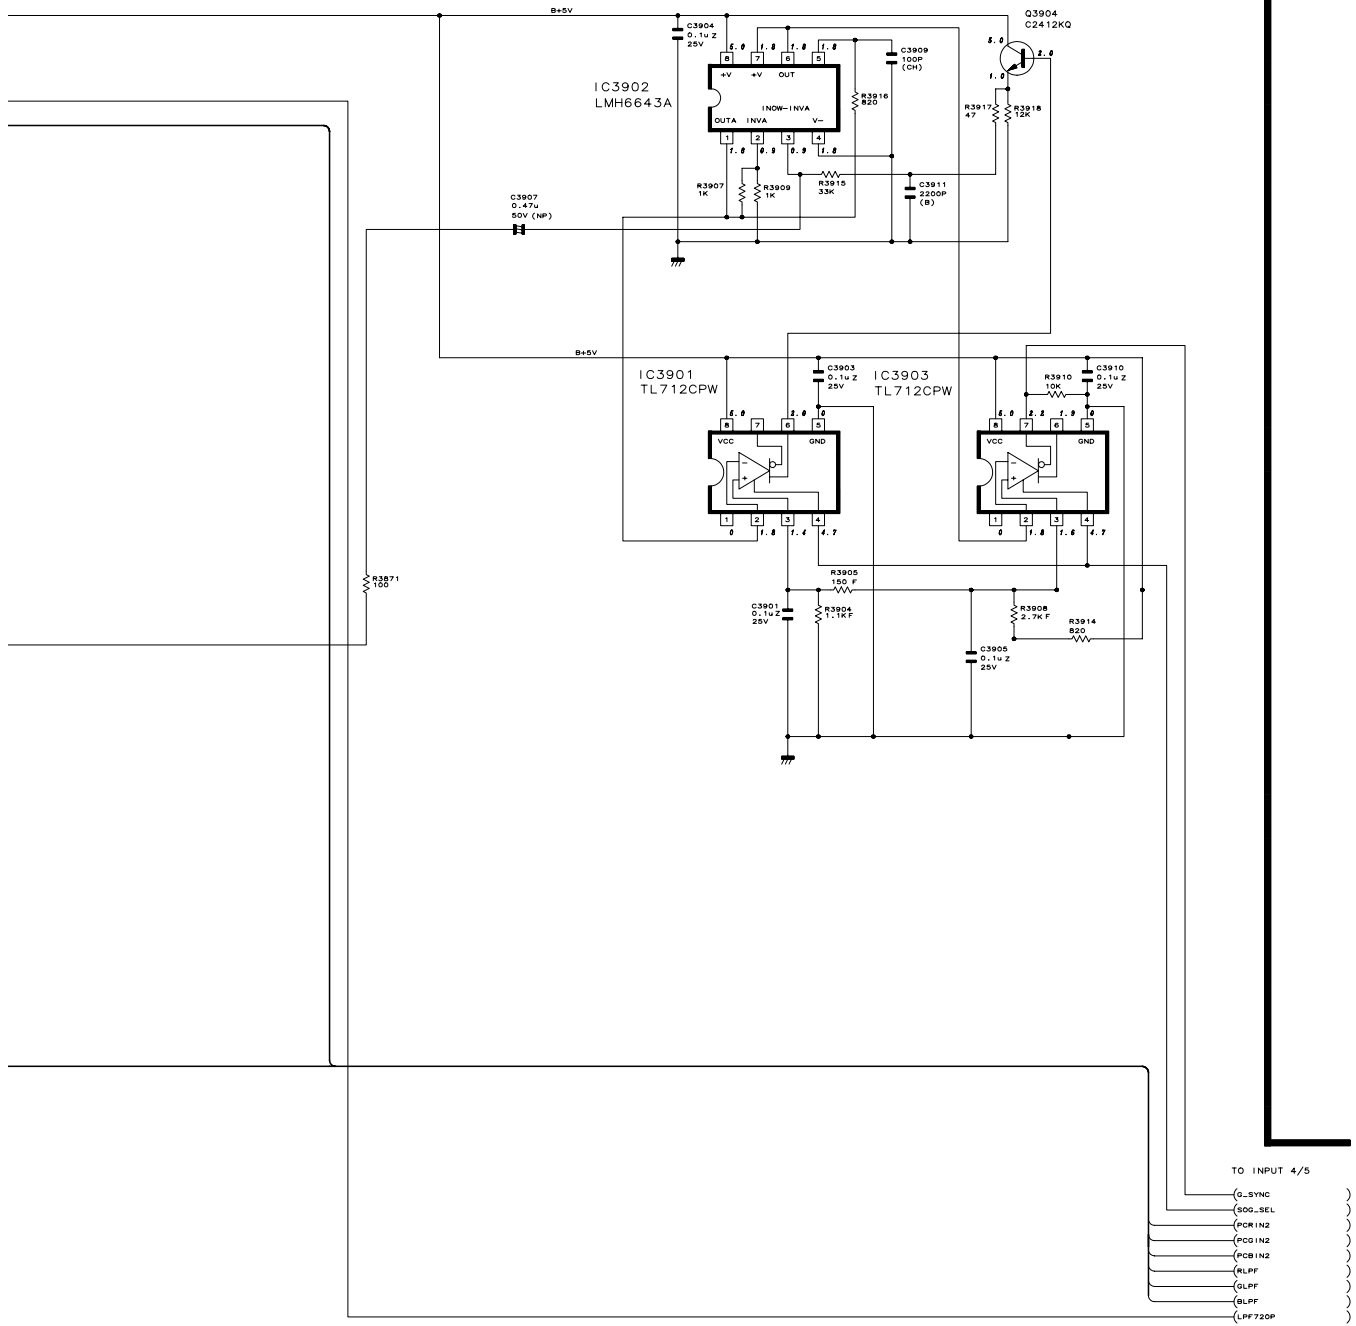 B+5V
C3904
0.1u Z
25V
Q3904
C2412KQ
5.0
1.8
1.8
1.8
5.0
2.0
1.0
8
7
6
5
+V
+V
OUT
IC3902
LMH6643A
INOW-INVA
OUTA
INVA
V-
1
2
3
4
1.8
0.9
0.9
1.8
C3909
100P
(CH)
R3916
820
R3917
47
R3918
12K
R3907
1K
R3909
1K
R3915
33K
C3911
2200P
(B)
C3907
0.47u
50V (NP)
B+5V
IC3901
TL712CPW
C3903
0.1u Z
25V
IC3903
TL712CPW
R3910
10K
C3910
0.1u Z
25V
5.0
2.0
0
5.0
2.2
1.9
0
8
7
6
5
8
7
6
5
VCC
GND
VCC
GND
-
+
-
+
1
2
3
4
1
2
3
4
0
1.8
1.4
4.7
0
1.8
1.6
4.7
R3871
100
R3905
150 F
C3901
0.1u Z
25V
R3904
1.1K F
R3908
2.7K F
R3914
820
C3905
0.1u Z
25V
TO INPUT 4/5
(G_SYNC )
(SOG_SEL )
(PCRIN2 )
(PCGIN2 )
(PCBIN2 )
(RLPF )
(GLPF )
(BLPF )
(LPF720P )